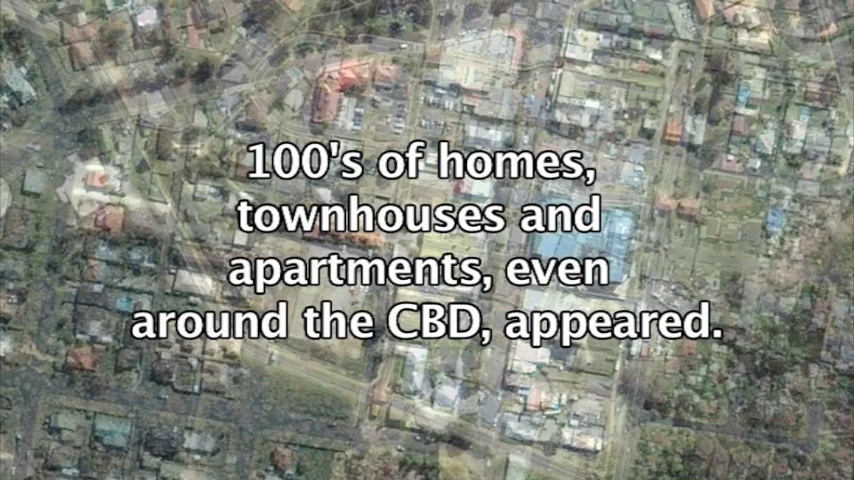 100's of homes,
townhouses and
apartments, even
around the CBD, appeared.